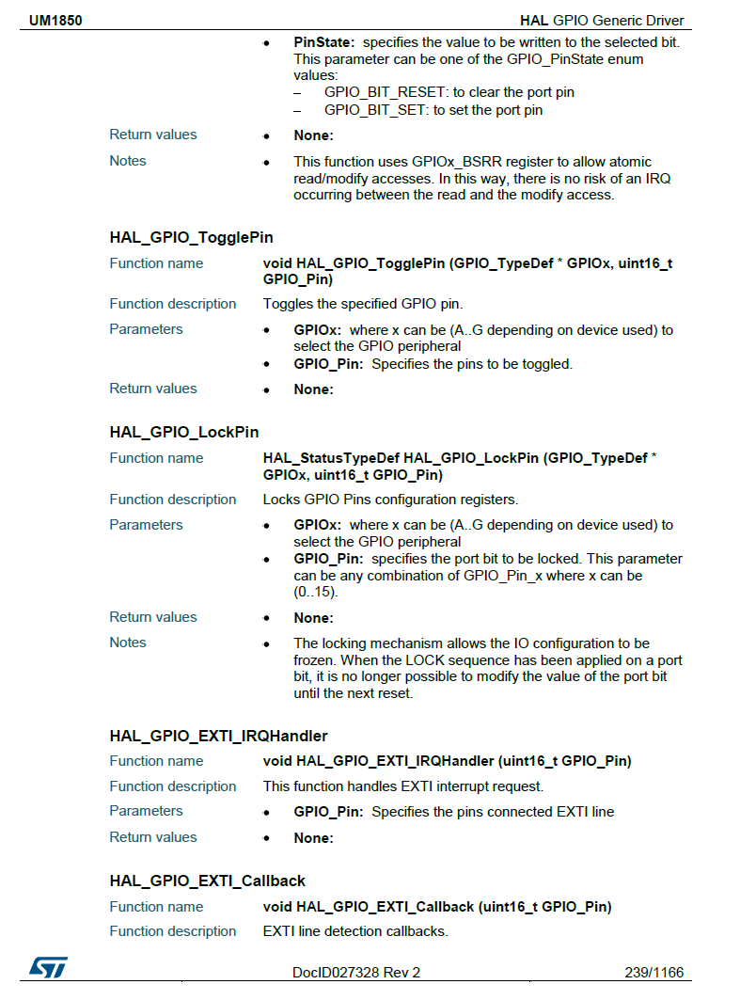 UM1850 HAL GPIO Generic Driver
• PinState: specifies the value to be written to the selected bit.
This parameter can be one of the GPIO_PinState enum
values:
– GPIO_BIT_RESET: to clear the port pin
– GPIO_BIT_SET: to set the port pin
Return values • None:
Notes • This function uses GPIOx_BSRR register to allow atomic
read/modify accesses. In this way, there is no risk of an IRQ
occurring between the read and the modify access.
HAL_GPIO_TogglePin
Function name void HAL_GPIO_TogglePin (GPIO_TypeDef * GPIOx, uint16_t
GPIO_Pin)
Function description Toggles the specified GPIO pin.
Parameters • GPIOx: where x can be (A..G depending on device used) to
select the GPIO peripheral
• GPIO_Pin: Specifies the pins to be toggled.
Return values • None:
HAL_GPIO_LockPin
Function name HAL_StatusTypeDef HAL_GPIO_LockPin (GPIO_TypeDef *
GPIOx, uint16_t GPIO_Pin)
Function description Locks GPIO Pins configuration registers.
Parameters • GPIOx: where x can be (A..G depending on device used) to
select the GPIO peripheral
• GPIO_Pin: specifies the port bit to be locked. This parameter
can be any combination of GPIO_Pin_x where x can be
(0..15).
Return values • None:
Notes • The locking mechanism allows the IO configuration to be
frozen. When the LOCK sequence has been applied on a port
bit, it is no longer possible to modify the value of the port bit
until the next reset.
HAL_GPIO_EXTI_IRQHandler
Function name void HAL_GPIO_EXTI_IRQHandler (uint16_t GPIO_Pin)
Function description This function handles EXTI interrupt request.
Parameters • GPIO_Pin: Specifies the pins connected EXTI line
Return values • None:
HAL_GPIO_EXTI_Callback
Function name void HAL_GPIO_EXTI_Callback (uint16_t GPIO_Pin)
Function description EXTI line detection callbacks.
ST DocID027328 Rev 2 239/1166